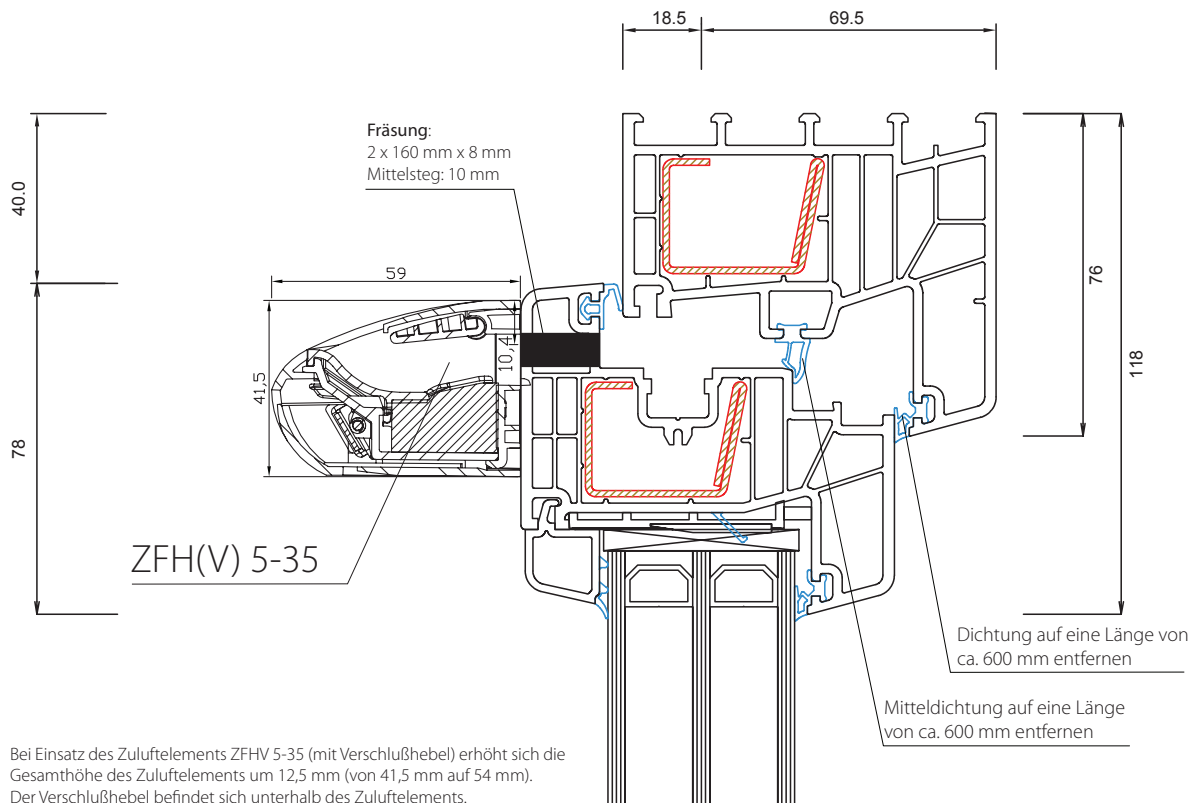 18.5
69.5
Fräsung:
2 x 160 mm x 8 mm
Mittelsteg: 10 mm
40.0
59
76
10,4
118
41,5
78
ZFH(V) 5-35
Dichtung auf eine Länge von
ca. 600 mm entfernen
Mitteldichtung auf eine Länge
von ca. 600 mm entfernen
Bei Einsatz des Zuluftelements ZFHV 5-35 (mit Verschlußhebel) erhöht sich die
Gesamthöhe des Zuluftelements um 12,5 mm (von 41,5 mm auf 54 mm).
Der Verschlußhebel befindet sich unterhalb des Zuluftelements.